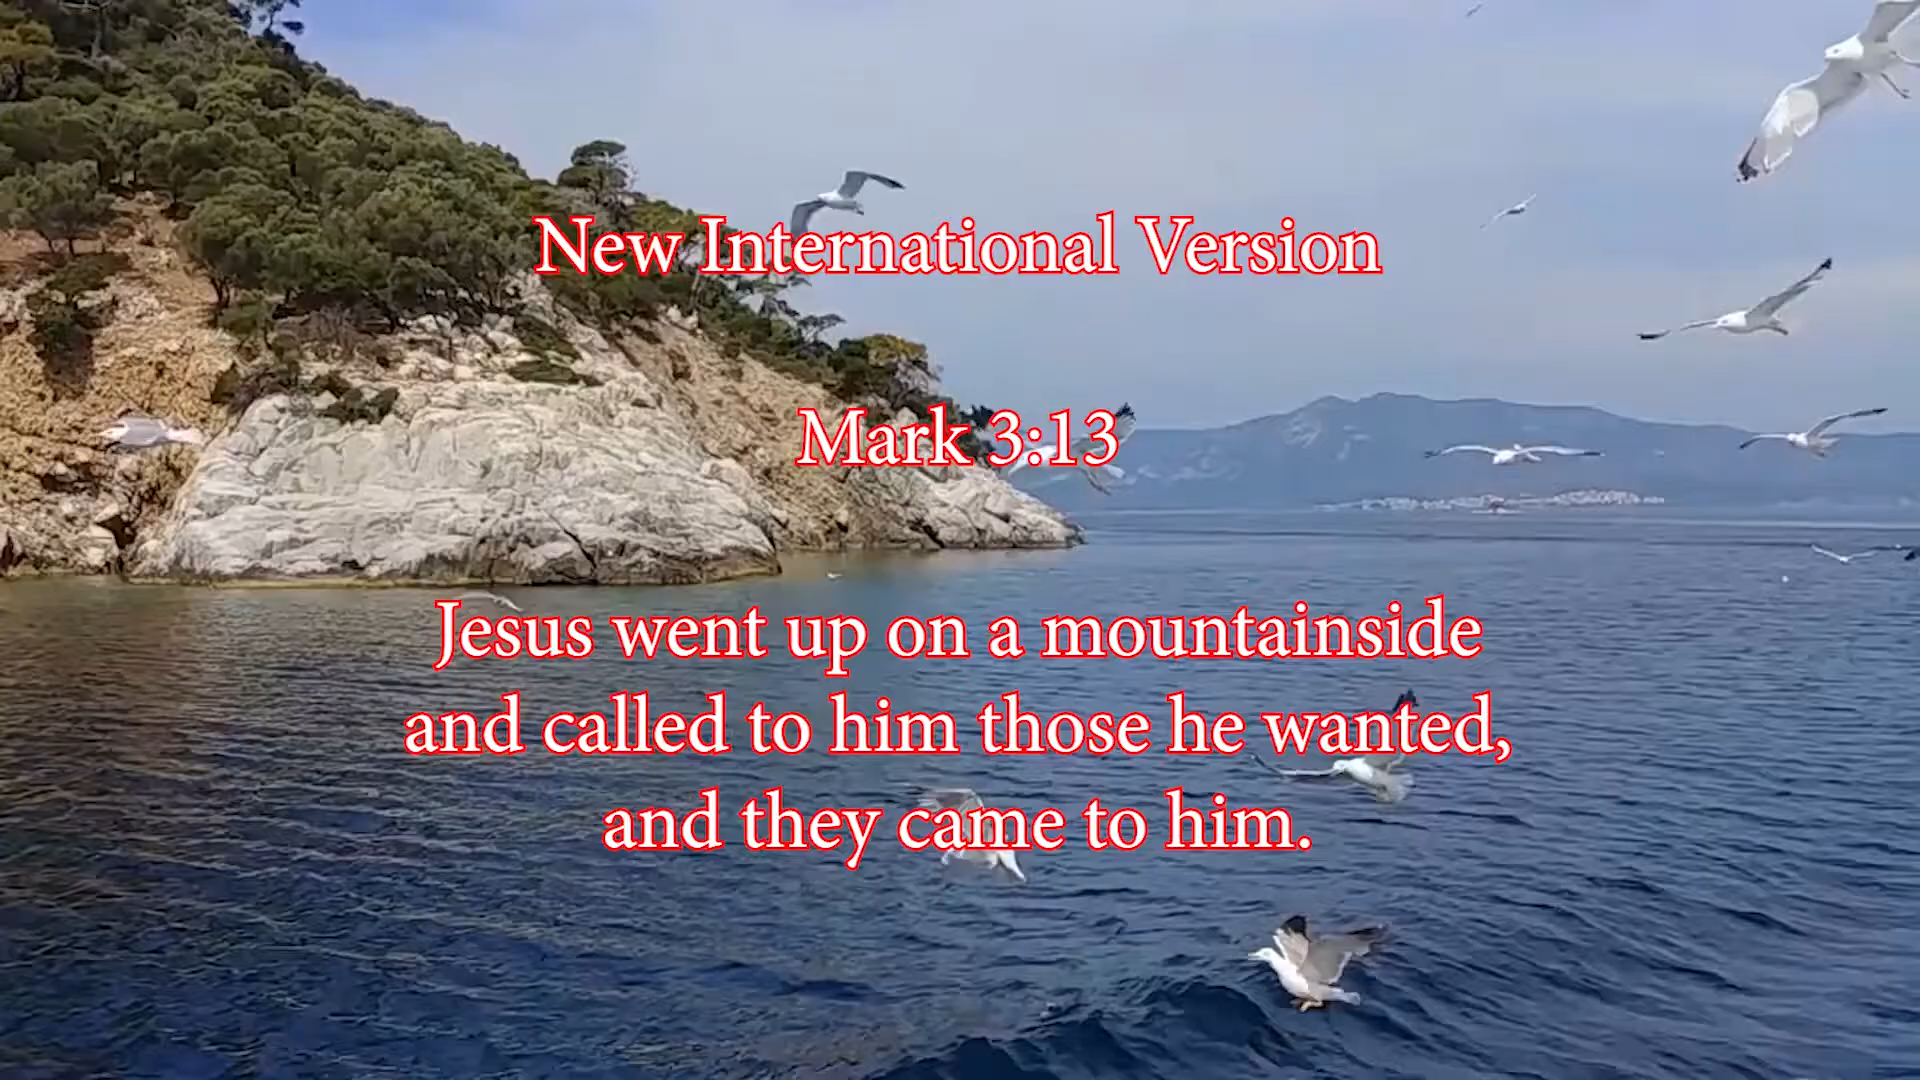 New International Version
Mark 3:13
Jesus went up on a mountainside
and called to him those he wanted,
and they came to him.